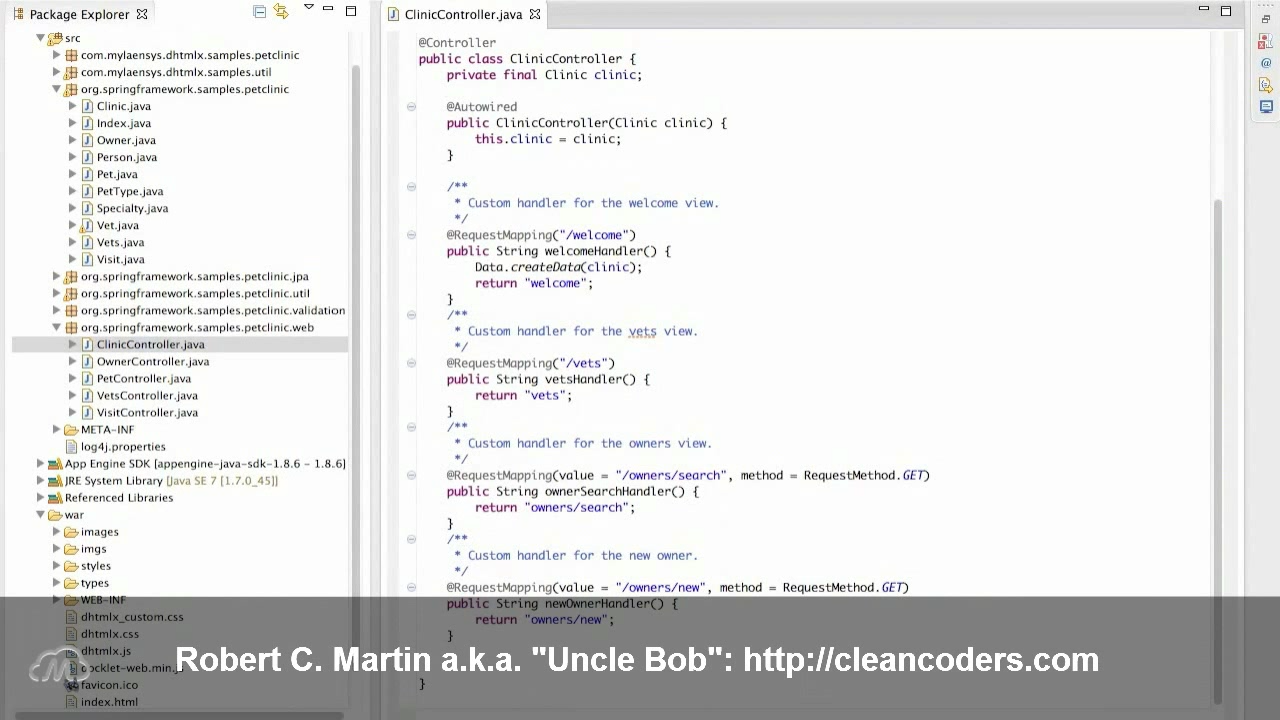 Package Explorer
src
com.mylaensys.dhtmlx.samples.petclinic
com.mylaensys.dhtmlx.samples.util
org.springframework.samples.petclinic
Clinic.java
Index.java
Owner.java
Person.java
Pet.java
PetType.java
Specialty.java
Vet.java
Vets.java
Visit.java
org.springframework.samples.petclinic.jpa
org.springframework.samples.petclinic.util
org.springframework.samples.petclinic.validation
org.springframework.samples.petclinic.web
ClinicController.java
OwnerController.java
PetController.java
VetsController.java
VisitController.java
META-INF
log4j.properties
App Engine SDK [appengine-java-sdk-1.8.6 - 1.8.6]
JRE System Library [Java SE 7 [1.7.0_45]]
Referenced Libraries
war
images
imgs
styles
types
WEB-INF
dhtmlx_custom.css
dhtmlx.css
dhtmlx.js
docklet-web.min.js
favicon.ico
index.html
ClinicController.java
@Controller
public class ClinicController {
private final Clinic clinic;
@Autowired
public ClinicController(Clinic clinic) {
this.clinic = clinic;
}
/**
* Custom handler for the welcome view.
*/
@RequestMapping("/welcome")
public String welcomeHandler() {
Data.createData(clinic);
return "welcome";
}
/**
* Custom handler for the vets view.
*/
@RequestMapping("/vets")
public String vetsHandler() {
return "vets";
}
/**
* Custom handler for the owners view.
*/
@RequestMapping(value = "/owners/search", method = RequestMethod.GET)
public String ownerSearchHandler() {
return "owners/search";
}
/**
* Custom handler for the new owner.
*/
@RequestMapping(value = "/owners/new", method = RequestMethod.GET)
public String newOwnerHandler() {
return "owners/new";
}
}
Robert C. Martin a.k.a. "Uncle Bob": http://cleancoders.com